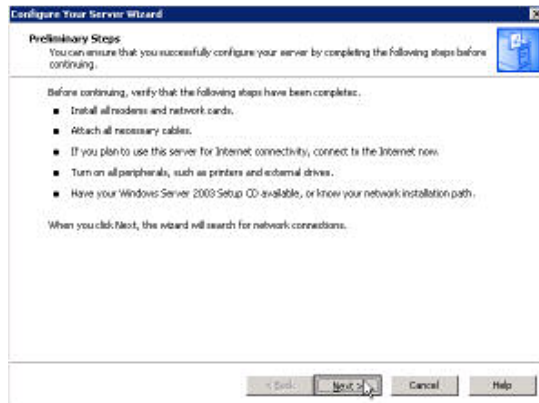 Configure Your Server Wizard
Preliminary Steps
You can ensure that you successfully configure your server by completing the following steps before
continuing.
Before continuing, verify that the following steps have been completed.
Install all modems and network cards.
Attach all necessary cables.
If you plan to use this server for Internet connectivity, connect to the Internet now.
Turn on all peripherals, such as printers and external drives.
Have your Windows Server 2003 Setup CD available, or know your network installation path.
When you click Next, the wizard will search for network connections.
< Back Next > Cancel Help